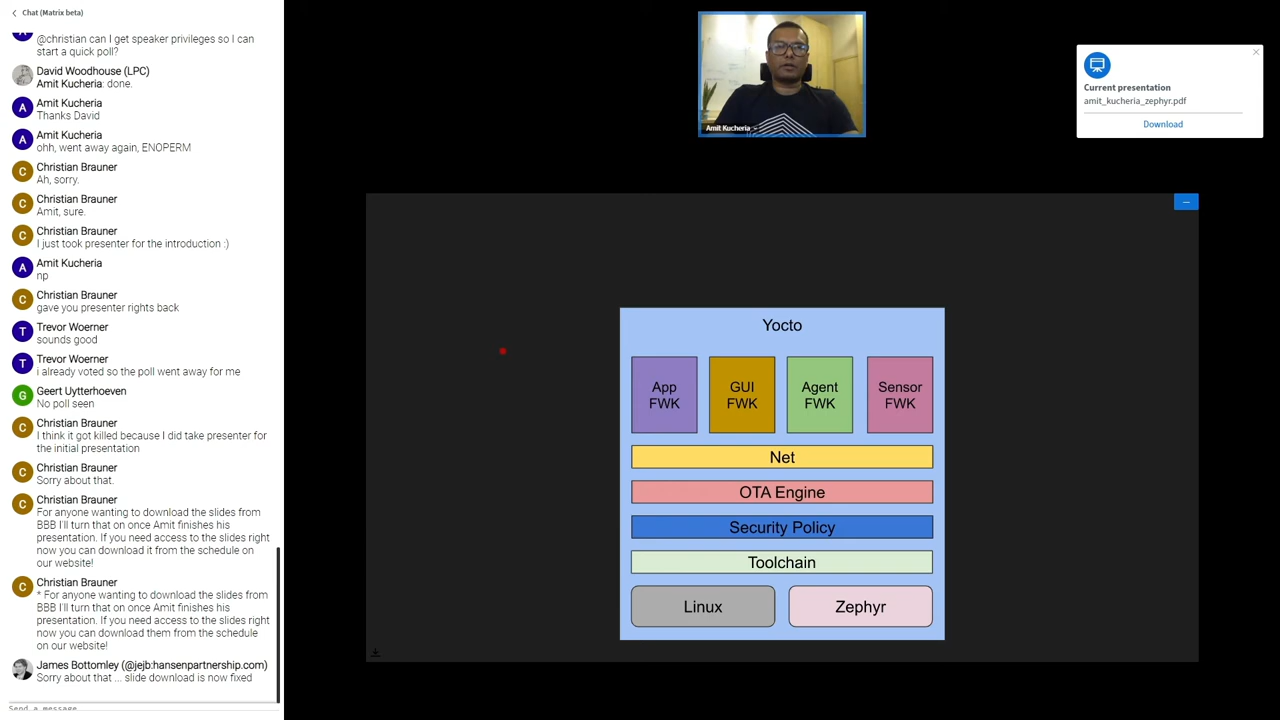 Chat (Matrix beta)
@christian can I get speaker privileges so I can
start a quick poll?
David Woodhouse (LPC)
Amit Kucheria: done.
A
Amit Kucheria
Thanks David
A
Amit Kucheria
ohh, went away again, ENOPERM
C
Christian Brauner
Ah, sorry.
C
Christian Brauner
Amit, sure.
C
Christian Brauner
I just took presenter for the introduction :)
A
Amit Kucheria
np
C
Christian Brauner
gave you presenter rights back
T
Trevor Woerner
sounds good
T
Trevor Woerner
i already voted so the poll went away for me
G
Geert Uytterhoeven
No poll seen
C
Christian Brauner
I think it got killed because I did take presenter for
the initial presentation
C
Christian Brauner
Sorry about that.
C
Christian Brauner
For anyone wanting to download the slides from
BBB I'll turn that on once Amit finishes his
presentation. If you need access to the slides right
now you can download it from the schedule on
our website!
C
Christian Brauner
* For anyone wanting to download the slides from
BBB I'll turn that on once Amit finishes his
presentation. If you need access to the slides right
now you can download them from the schedule
on our website!
James Bottomley (@jejb:hansenpartnership.com)
Sorry about that ... slide download is now fixed
Send a message
Amit Kucheria
Current presentation
amit_kucheria_zephyr.pdf
Download
Yocto
App
FWK
GUI
FWK
Agent
FWK
Sensor
FWK
Net
OTA Engine
Security Policy
Toolchain
Linux
Zephyr